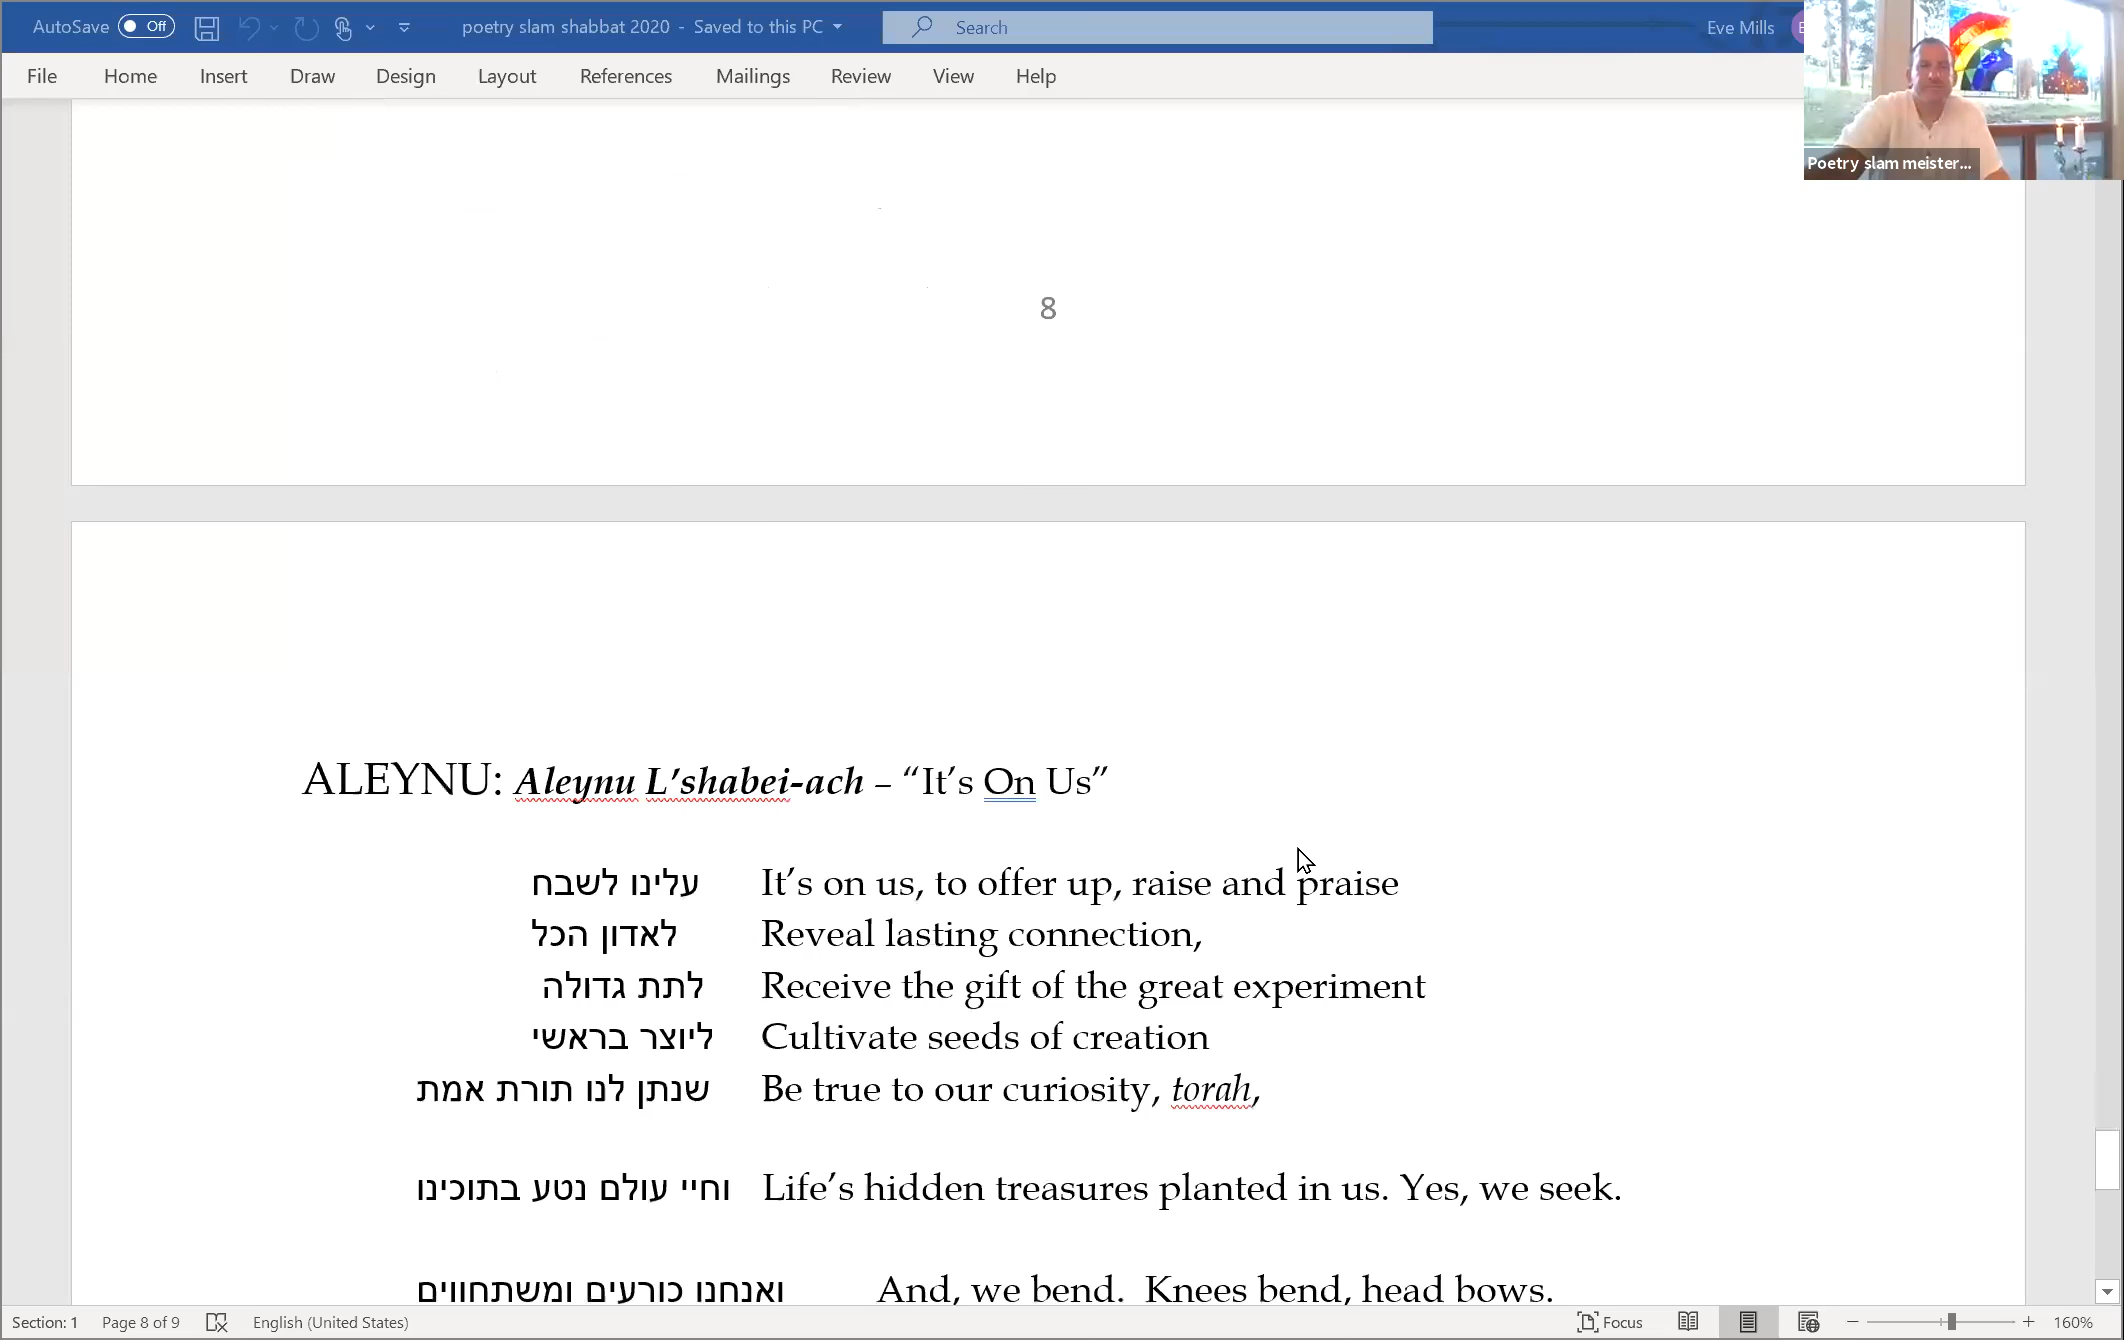 AutoSave Off poetry slam shabbat 2020 - Saved to this PC Search Eve Mills
File Home Insert Draw Design Layout References Mailings Review View Help
Poetry slam meister...
8
ALEYNU: Aleynu L’shabei-ach – “It’s On Us”
עלינו לשבח It’s on us, to offer up, raise and praise
לאדון הכל Reveal lasting connection,
לתת גדולה Receive the gift of the great experiment
ליוצר בראשי Cultivate seeds of creation
שנתן לנו תורת אמת Be true to our curiosity, torah,
וחיי עולם נטע בתוכינו Life’s hidden treasures planted in us. Yes, we seek.
ואנחנו כורעים ומשתחווים And, we bend. Knees bend, head bows.
Section: 1 Page 8 of 9 English (United States) Focus 160%